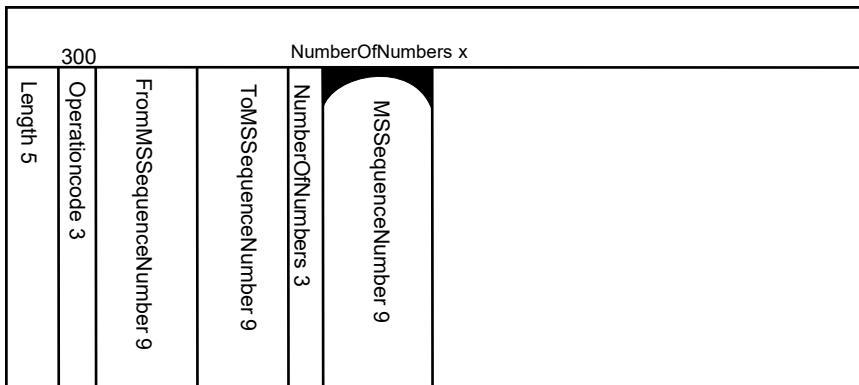 300
NumberOfNumbers x
Length 5
Operationcode 3
FromMSSequenceNumber 9
ToMSSequenceNumber 9
NumberOfNumbers 3
MSSequenceNumber 9